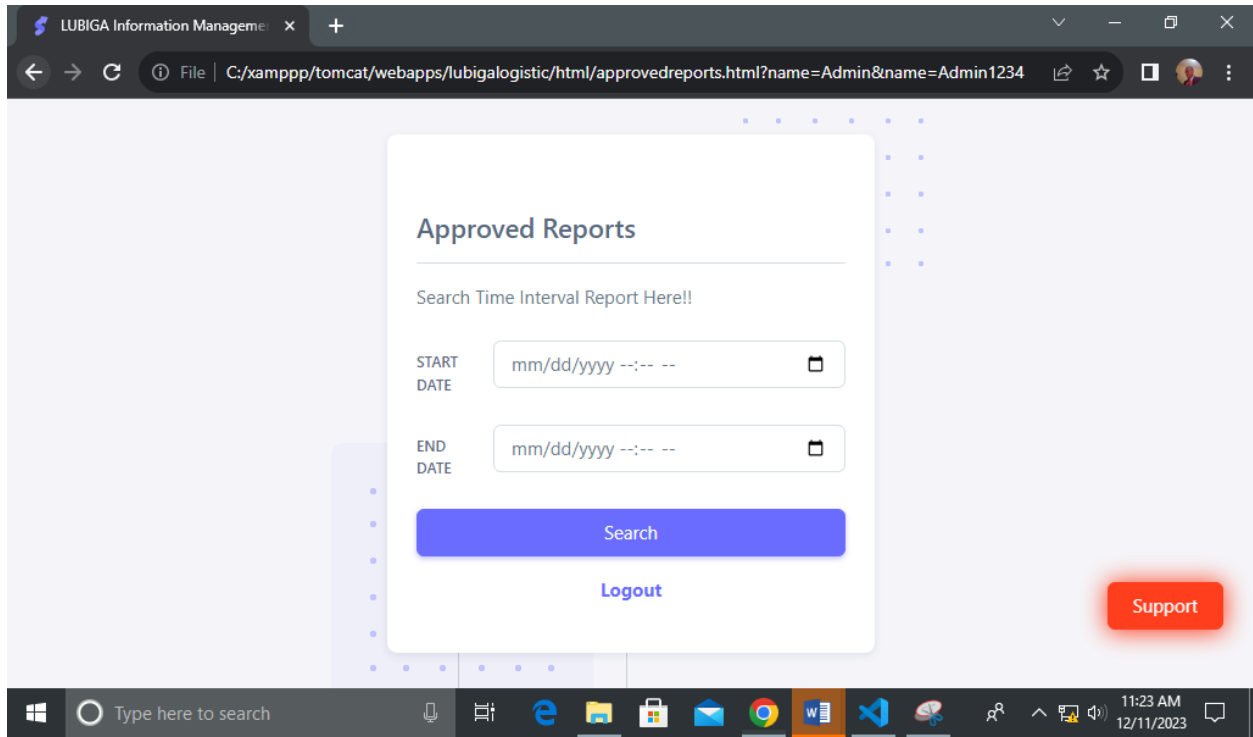 LUBIGA Information Managemen
File
C:/xamppp/tomcat/webapps/lubigalogistic/html/approvedreports.html?name=Admin&name=Admin1234
Approved Reports
Search Time Interval Report Here!!
START
DATE
mm/dd/yyyy --:-- --
END
DATE
mm/dd/yyyy --:-- --
Search
Logout
Support
Type here to search
11:23 AM
12/11/2023